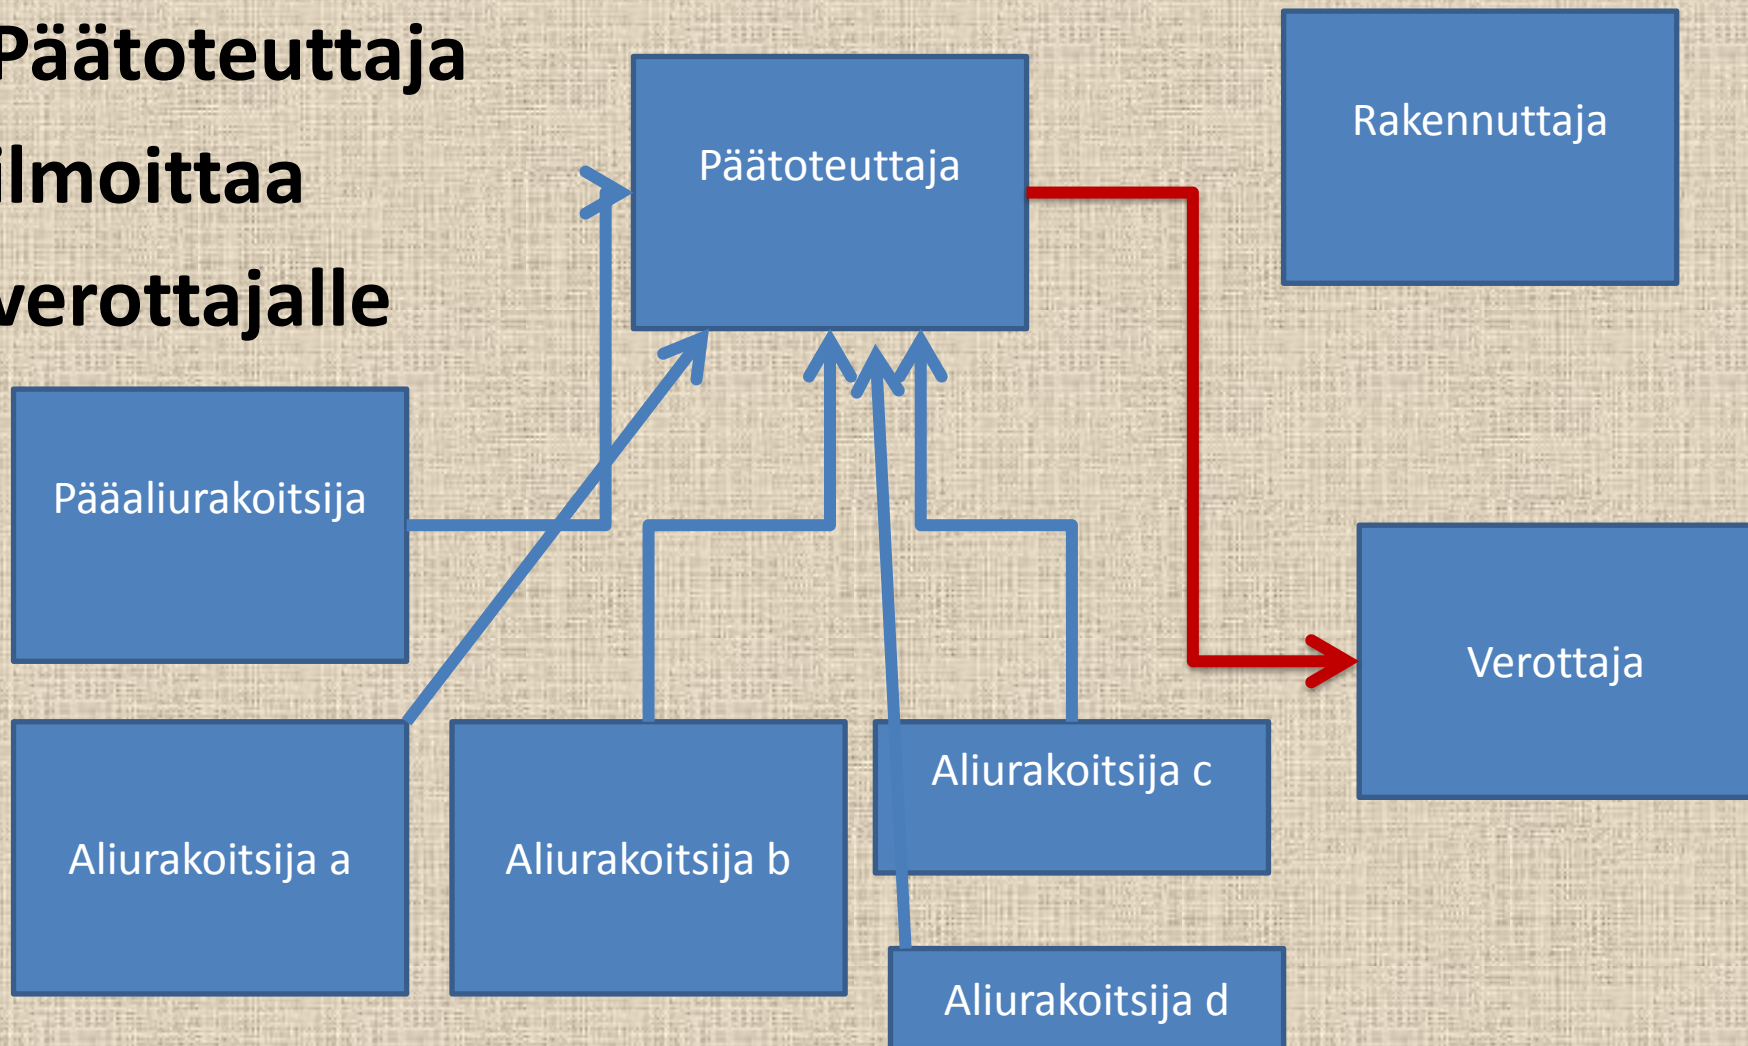 Päätoteuttaja
ilmoittaa
verottajalle
Päätoteuttaja
Rakennuttaja
Pääaliurakoitsija
Verottaja
Aliurakoitsija a
Aliurakoitsija b
Aliurakoitsija c
Aliurakoitsija d